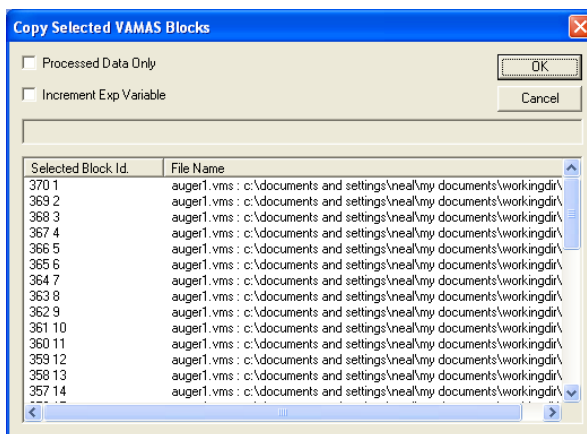 Copy Selected VAMAS Blocks
Processed Data Only
OK
Increment Exp Variable
Cancel
Selected Block Id. File Name
370 1 auger1.vms : c:\documents and settings\neal\my documents\workingdir\
369 2 auger1.vms : c:\documents and settings\neal\my documents\workingdir\
368 3 auger1.vms : c:\documents and settings\neal\my documents\workingdir\
367 4 auger1.vms : c:\documents and settings\neal\my documents\workingdir\
366 5 auger1.vms : c:\documents and settings\neal\my documents\workingdir\
365 6 auger1.vms : c:\documents and settings\neal\my documents\workingdir\
364 7 auger1.vms : c:\documents and settings\neal\my documents\workingdir\
363 8 auger1.vms : c:\documents and settings\neal\my documents\workingdir\
362 9 auger1.vms : c:\documents and settings\neal\my documents\workingdir\
361 10 auger1.vms : c:\documents and settings\neal\my documents\workingdir\
360 11 auger1.vms : c:\documents and settings\neal\my documents\workingdir\
359 12 auger1.vms : c:\documents and settings\neal\my documents\workingdir\
358 13 auger1.vms : c:\documents and settings\neal\my documents\workingdir\
357 14 auger1.vms : c:\documents and settings\neal\my documents\workingdir\